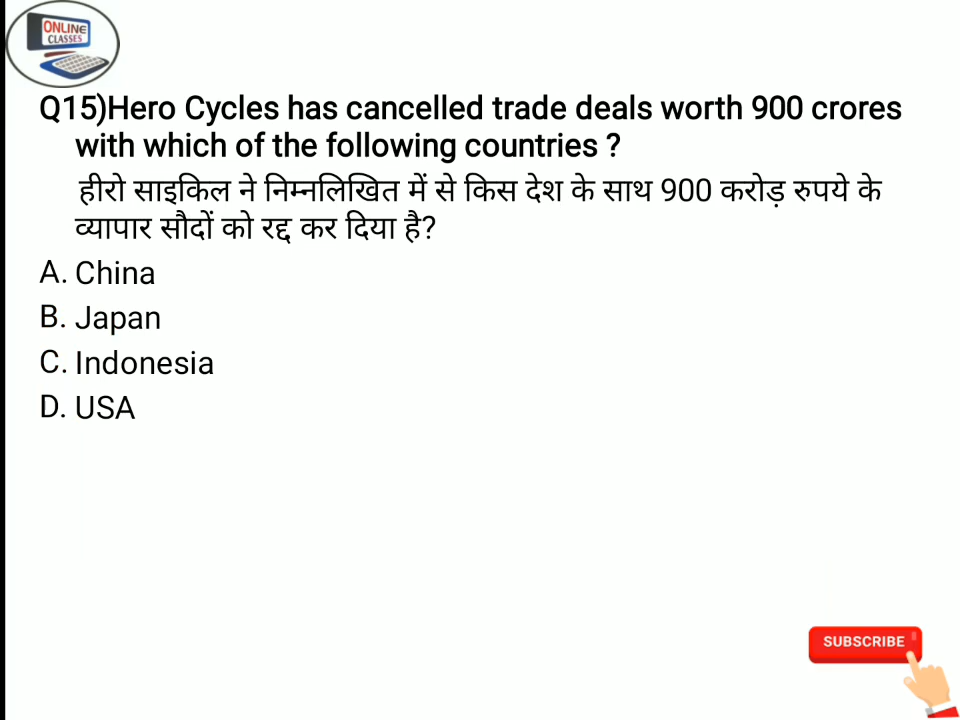 ONLINE
CLASSES
Q15)Hero Cycles has cancelled trade deals worth 900 crores
with which of the following countries ?
हीरो साइकिल ने निम्नलिखित में से किस देश के साथ 900 करोड़ रुपये के
व्यापार सौदों को रद्द कर दिया है?
A. China
B. Japan
C. Indonesia
D. USA
SUBSCRIBE